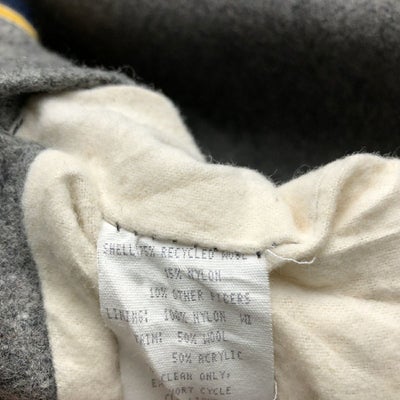 SHELL: 75% RECYCLED WOOL
15% NYLON
10% OTHER FIBERS
LINING: 100% NYLON
TRIM: 50% WOOL
50% ACRYLIC
CLEAN ONLY,
CYCLE